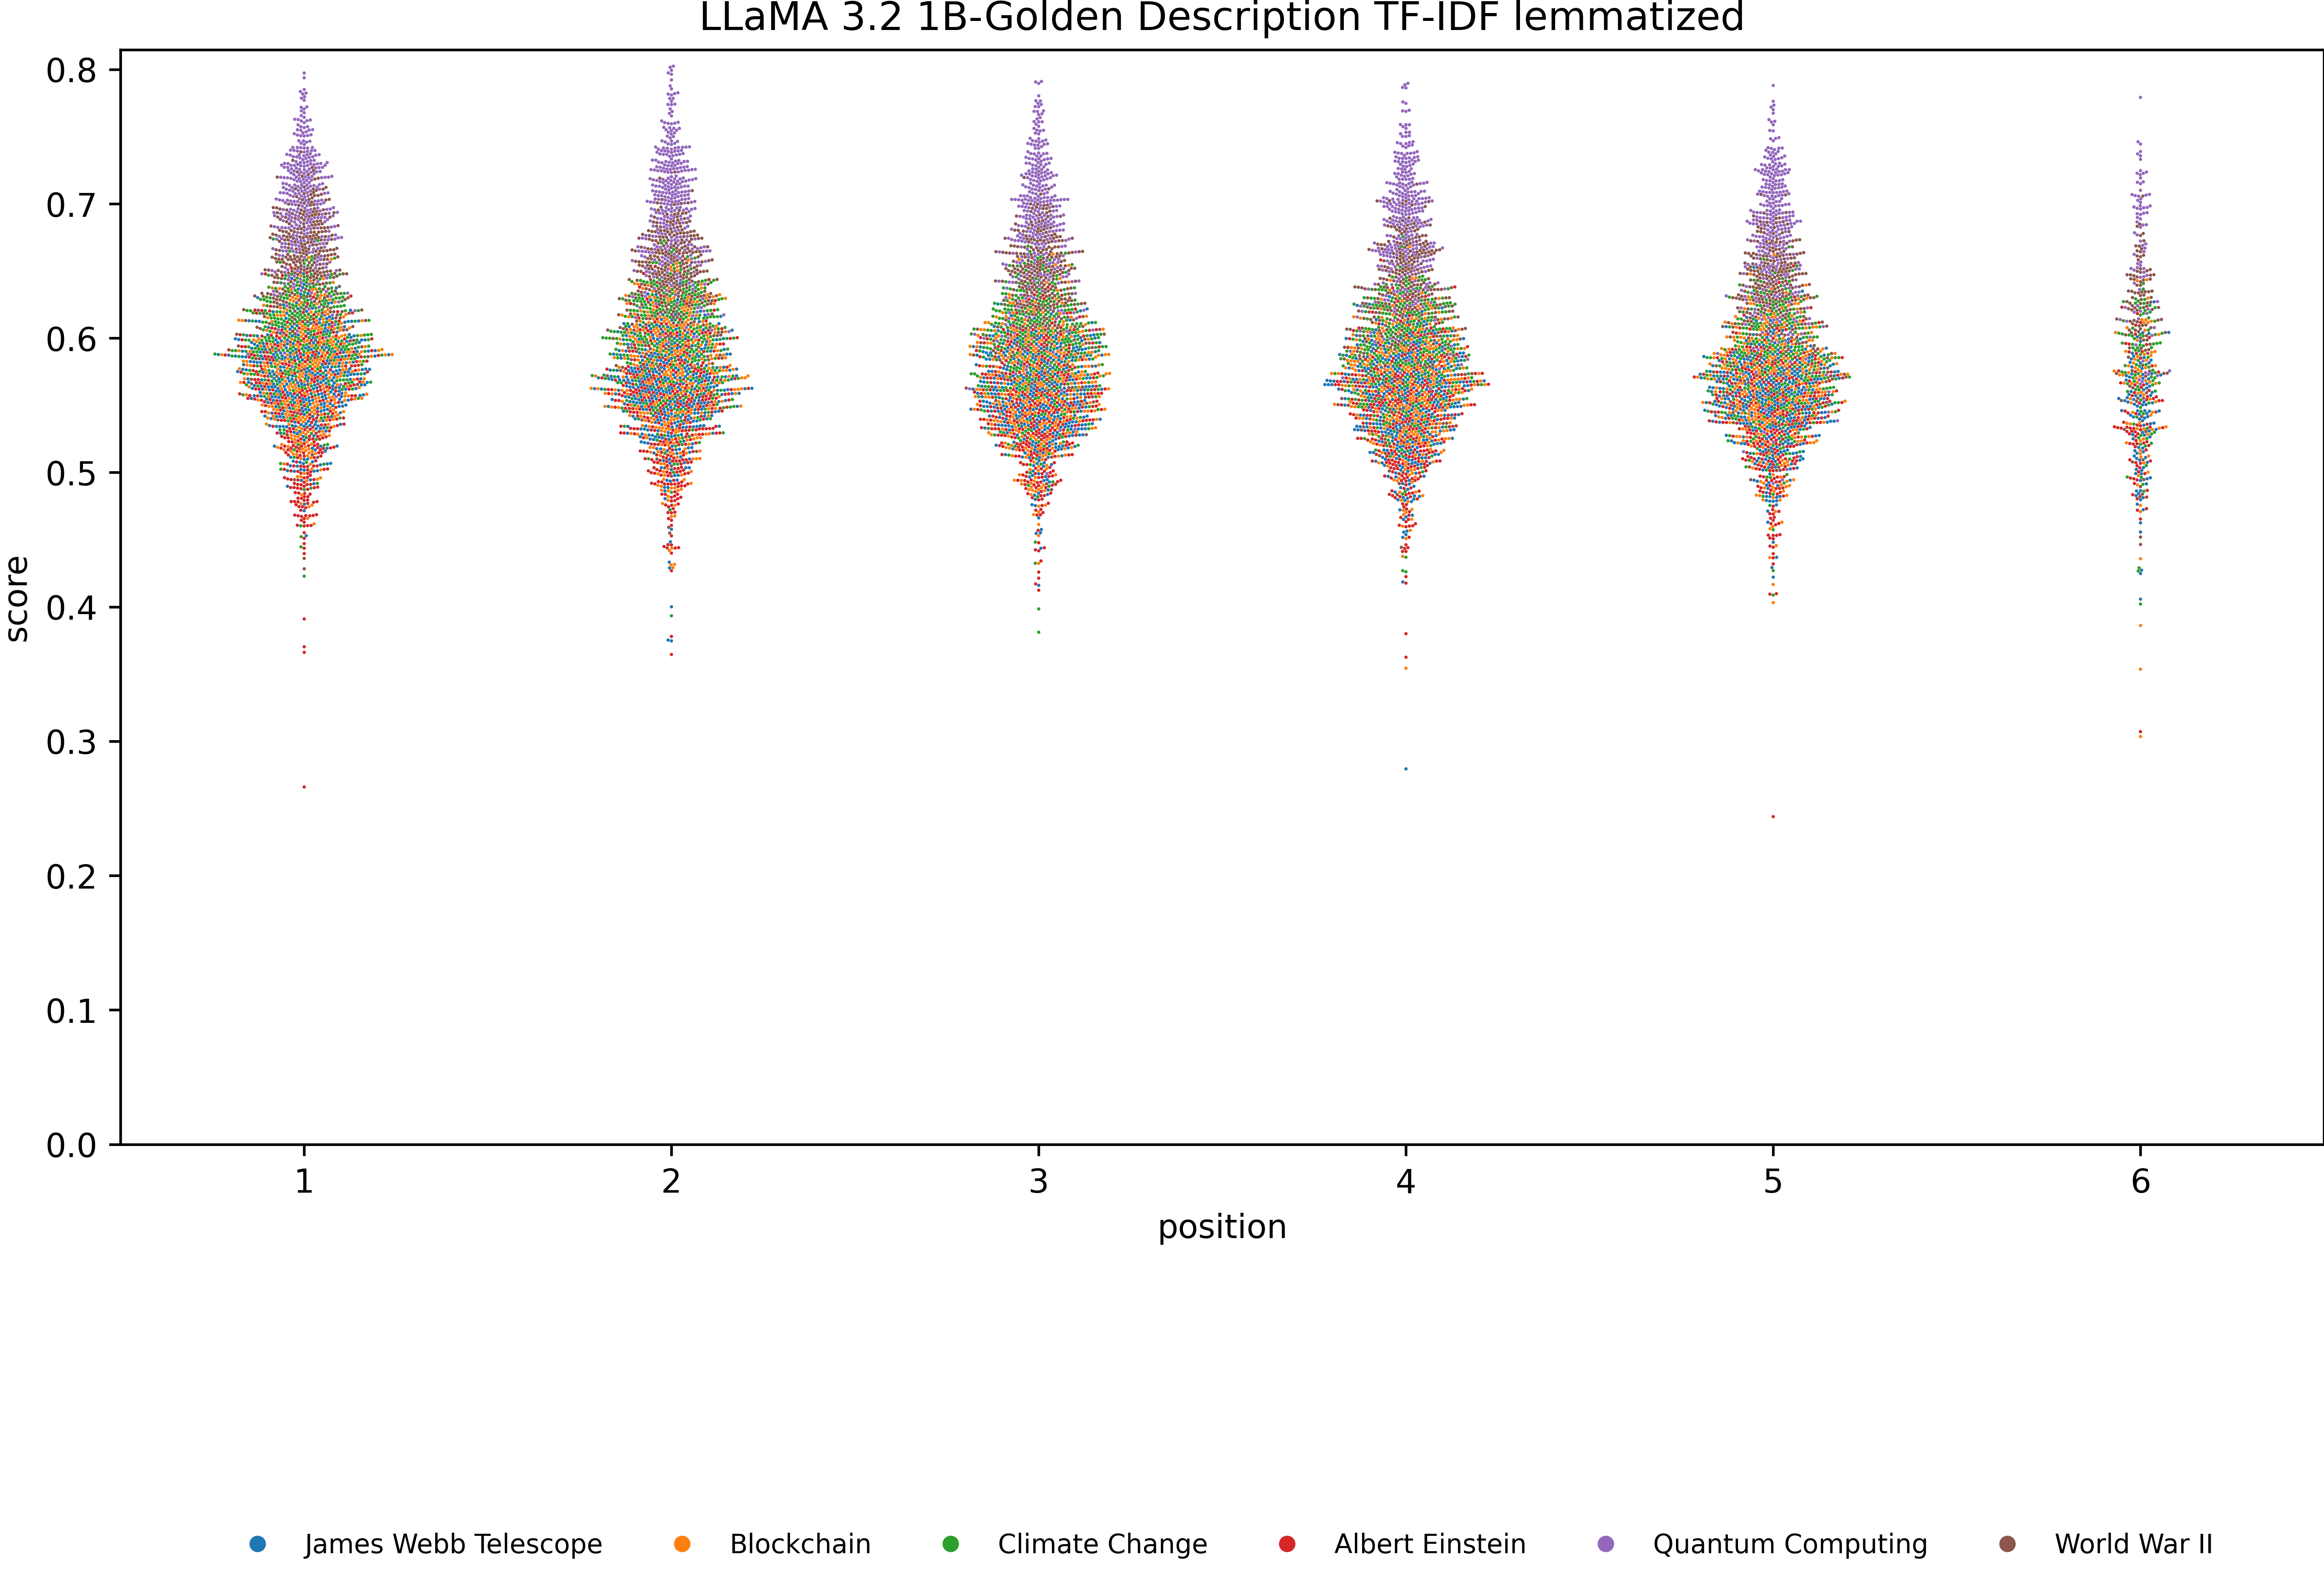 LLaMA 3.2 1B-Golden Description TF-IDF lemmatized
0.8
0.7
0.6
0.5
0.4
0.3
0.2
0.1
0.0
score
1 2 3 4 5 6
position
James Webb Telescope Blockchain Climate Change Albert Einstein Quantum Computing World War II